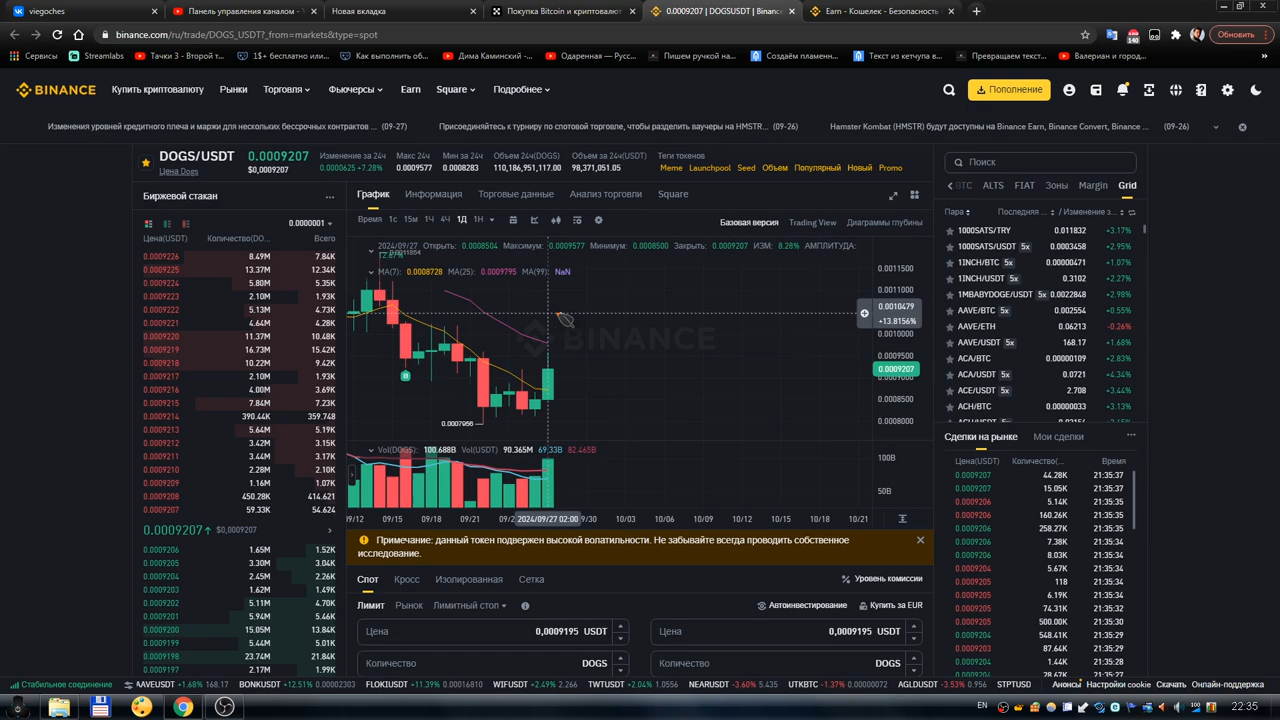 viegoches
Панель управления каналом - Y
Новая вкладка
Покупка Bitcoin и криптовалют
0.0009207 | DOGSUSDT | Binanc
Earn - Кошелек - Безопасность
binance.com/ru/trade/DOGS_USDT?_from=markets&type=spot
140
Обновить
Сервисы
Streamlabs
Тачки 3 - Второй т...
1$+ бесплатно или...
Как выполнить об...
Дима Каминский -...
Одаренная — Русс...
Пишем ручкой на...
Создаём пламенн...
Текст из кетчупа в...
Превращаем текст...
Валериан и город...
BINANCE
Купить криптовалюту
Рынки
Торговля
Фьючерсы
Earn
Square
Подробнее
Пополнение
Изменения уровней кредитного плеча и маржи для нескольких бессрочных контрактов ... (09-27)
Присоединяйтесь к турниру по спотовой торговле, чтобы разделить ваучеры на HMSTR... (09-26)
Hamster Kombat (HMSTR) будут доступны на Binance Earn, Binance Convert, Binance ... (09-26)
DOGS/USDT
Цена Dogs
0.0009207
$0,0009207
Изменение за 24ч
0.0000625 +7.28%
Макс 24ч
0.0009577
Мин за 24ч
0.0008283
Объем 24ч(DOGS)
110,186,951,117.00
Объем за 24ч(USDT)
98,371,051.05
Теги токенов
Meme Launchpool Seed Объем Популярный Новый Promo
Биржевой стакан
0.0000001
Цена(USDT) Количество(DO... Всего
0.0009226 8.49M 7.84K
0.0009225 13.37M 12.34K
0.0009224 5.80M 5.35K
0.0009223 2.10M 1.93K
0.0009222 5.13M 4.73K
0.0009221 4.64M 4.28K
0.0009220 11.37M 10.48K
0.0009219 16.73M 15.42K
0.0009218 10.22M 9.42K
0.0009217 2.10M 1.93K
0.0009216 4.00M 3.69K
0.0009215 7.84M 7.23K
0.0009214 390.44K 359.748
0.0009213 5.64M 5.19K
0.0009212 3.42M 3.15K
0.0009211 3.44M 3.17K
0.0009210 2.28M 2.10K
0.0009209 1.16M 1.07K
0.0009208 450.28K 414.621
0.0009207 59.33K 54.624
0.0009207 $0,0009207
0.0009206 1.65M 1.52K
0.0009205 3.30M 3.04K
0.0009204 2.45M 2.26K
0.0009203 1.62M 1.49K
0.0009202 5.11M 4.70K
0.0009201 5.94M 5.46K
0.0009200 15.05M 13.84K
0.0009199 5.44M 5.01K
0.0009198 23.74M 21.84K
0.0009197 2.17M 1.99K
График
Информация
Торговые данные
Анализ торговли
Square
Время 1с 15м 1Ч 4Ч 1Д 1Н
Базовая версия
Trading View
Диаграммы глубины
2024/09/27 Открыть: 0.0008504 Максимум: 0.0009577 Минимум: 0.0008500 Закрыть: 0.0009207 ИЗМ: 8.28% АМПЛИТУДА:
12.67%
0.0011854
MA(7): 0.0008728 MA(25): 0.0009795 MA(99): NaN
BINANCE
0.0007956
0.0011500
0.0011000
0.0010479
+13.8156%
0.0010000
0.0009500
0.0009207
0.0009000
0.0008500
0.0008000
Vol(DOGS): 100.688B Vol(USDT) 90.365M 69.33B 82.465B
100B
50B
09/12 09/15 09/18 09/21 2024/09/27 02:00 09/30 10/03 10/06 10/09 10/12 10/15 10/18 10/21
Примечание: данный токен подвержен высокой волатильности. Не забывайте всегда проводить собственное
исследование.
Спот
Кросс
Изолированная
Сетка
Уровень комиссии
Лимит
Рынок
Лимитный стоп
Автоинвестирование
Купить за EUR
Цена 0,0009195 USDT
Цена 0,0009195 USDT
Количество DOGS
Количество DOGS
Поиск
BTC ALTS FIAT Зоны Margin Grid
Пара Последняя ... / Изменение з...
1000SATS/TRY 0.011832 +3.17%
1000SATS/USDT 5x 0.0003458 +2.95%
1INCH/BTC 5x 0.00000471 +1.07%
1INCH/USDT 5x 0.3102 +2.27%
1MBABYDOGE/USDT 5x 0.0022848 +2.98%
AAVE/BTC 5x 0.002554 +0.55%
AAVE/ETH 0.06213 -0.26%
AAVE/USDT 5x 168.17 +1.68%
ACA/BTC 0.00000109 +2.83%
ACA/USDT 5x 0.0721 +4.34%
ACE/USDT 5x 2.708 +3.44%
ACH/BTC 0.00000033 +3.13%
Сделки на рынке
Мои сделки
Цена(USDT) Количество(... Время
0.0009207 44.28K 21:35:37
0.0009207 15.05K 21:35:37
0.0009206 5.14K 21:35:35
0.0009206 160.26K 21:35:35
0.0009206 258.27K 21:35:35
0.0009206 7.38K 21:35:34
0.0009206 8.03K 21:35:34
0.0009204 5.67K 21:35:34
0.0009205 118 21:35:34
0.0009205 6.19K 21:35:34
0.0009205 74.31K 21:35:32
0.0009205 500.00K 21:35:30
0.0009204 548.41K 21:35:29
0.0009203 87.64K 21:35:29
0.0009204 1.44K 21:35:28
Стабильное соединение
AAVEUSDT +1.68% 168.17 BONKUSDT +12.51% 0.00002303 FLOKIUSDT +11.39% 0.00016810 WIFUSDT +2.49% 2.266 TWTUSDT +2.04% 1.0556 NEARUSDT -3.60% 5.435 UTKBTC -1.37% 0.00000072 AGLDUSDT -3.53% 0.956 STPTUSD
Анонсы
Настройки cookie
Скачать
Онлайн-поддержка
EN
22:35